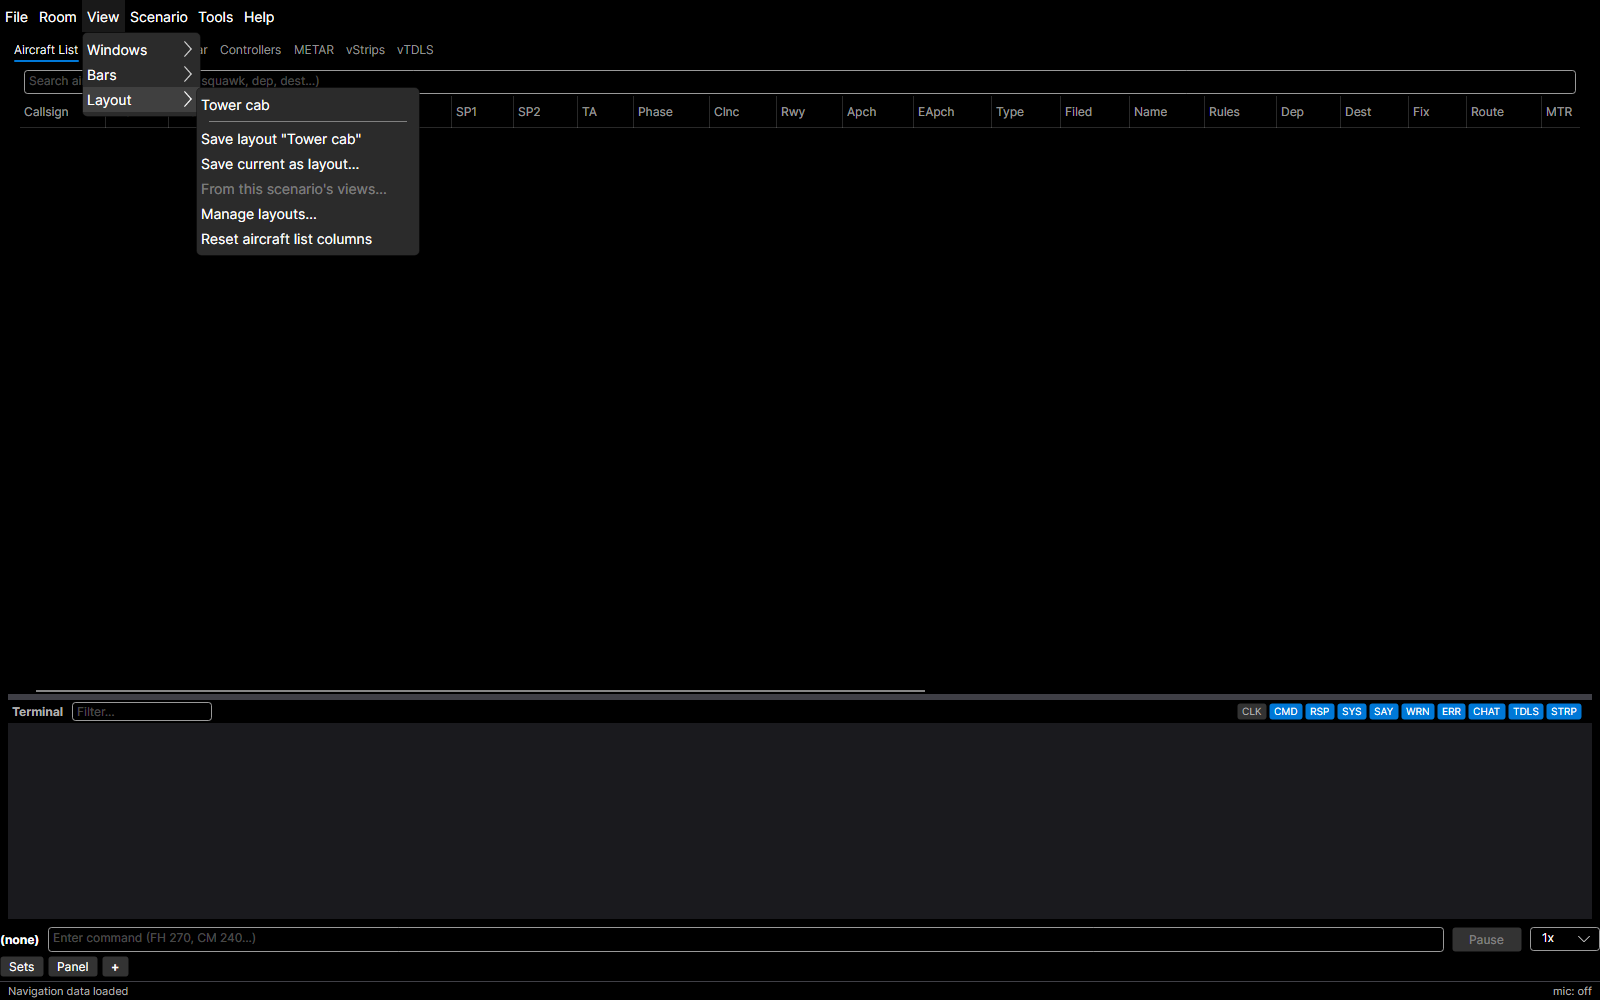 File Room View Scenario Tools Help
Aircraft List ar Controllers METAR vStrips vTDLS
Windows
Bars
Layout
Search ai squawk, dep, dest...)
Tower cab
Save layout "Tower cab"
Save current as layout...
From this scenario's views...
Manage layouts...
Reset aircraft list columns
Callsign SP1 SP2 TA Phase Clnc Rwy Apch EApch Type Filed Name Rules Dep Dest Fix Route MTR
Terminal Filter... CLK CMD RSP SYS SAY WRN ERR CHAT TDLS STRP
(none) Enter command (FH 270, CM 240...) Pause 1x
Sets Panel +
Navigation data loaded mic: off